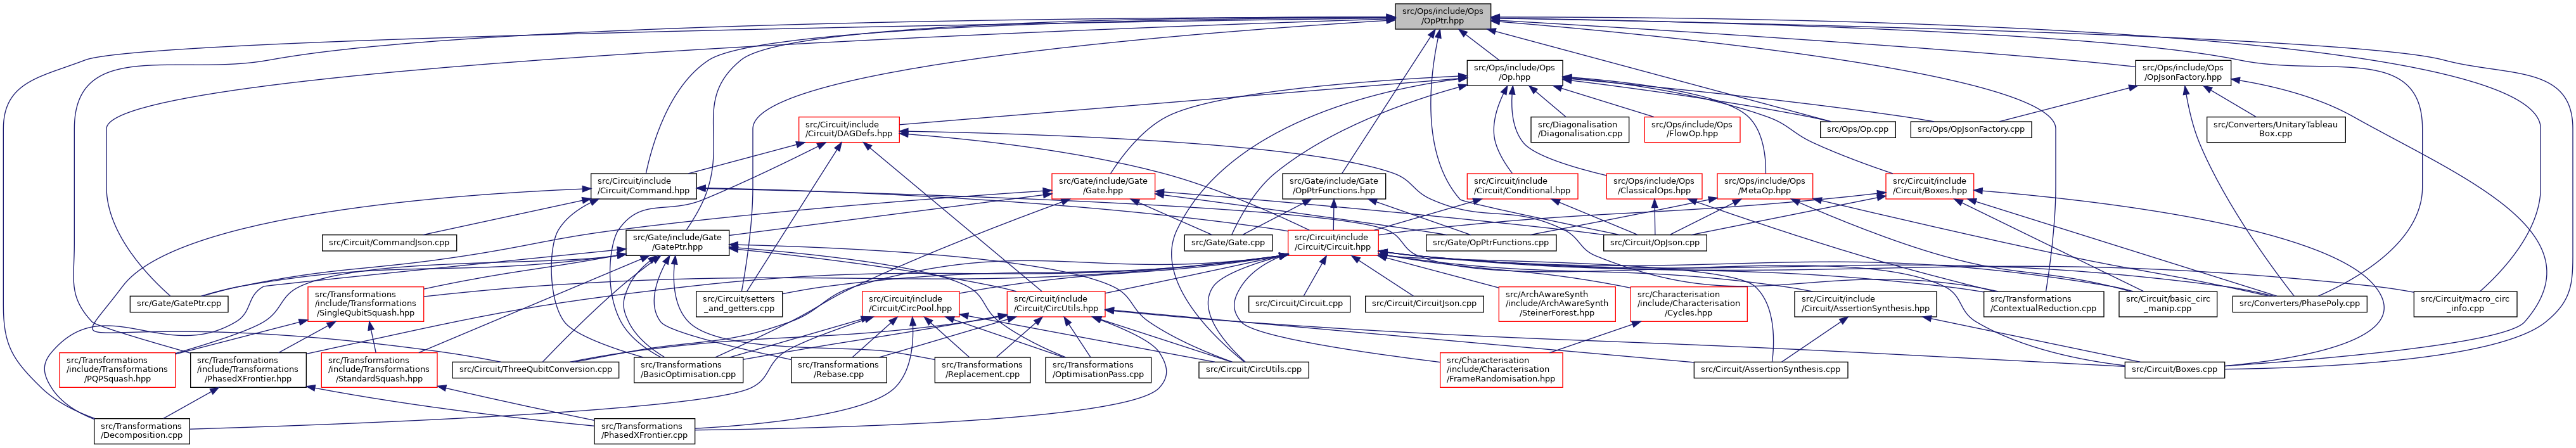 src/Ops/include/Ops
/OpPtr.hpp
src/Ops/include/Ops
/Op.hpp
src/Ops/include/Ops
/OpJsonFactory.hpp
src/Circuit/include
/Circuit/DAGDefs.hpp
src/Diagonalisation
/Diagonalisation.cpp
src/Ops/include/Ops
/FlowOp.hpp
src/Ops/Op.cpp
src/Ops/OpJsonFactory.cpp
src/Converters/UnitaryTableau
Box.cpp
src/Circuit/include
/Circuit/Command.hpp
src/Gate/include/Gate
/Gate.hpp
src/Gate/include/Gate
/OpPtrFunctions.hpp
src/Circuit/include
/Circuit/Conditional.hpp
src/Ops/include/Ops
/ClassicalOps.hpp
src/Ops/include/Ops
/MetaOp.hpp
src/Circuit/include
/Circuit/Boxes.hpp
src/Circuit/CommandJson.cpp
src/Gate/include/Gate
/GatePtr.hpp
src/Gate/Gate.cpp
src/Circuit/include
/Circuit/Circuit.hpp
src/Gate/OpPtrFunctions.cpp
src/Circuit/OpJson.cpp
src/Gate/GatePtr.cpp
src/Transformations
/include/Transformations
/SingleQubitSquash.hpp
src/Circuit/setters
_and_getters.cpp
src/Circuit/include
/Circuit/CircPool.hpp
src/Circuit/include
/Circuit/CircUtils.hpp
src/Circuit/Circuit.cpp
src/Circuit/CircuitJson.cpp
src/ArchAwareSynth
/include/ArchAwareSynth
/SteinerForest.hpp
src/Characterisation
/include/Characterisation
/Cycles.hpp
src/Circuit/include
/Circuit/AssertionSynthesis.hpp
src/Transformations
/ContextualReduction.cpp
src/Circuit/basic_circ
_manip.cpp
src/Converters/PhasePoly.cpp
src/Circuit/macro_circ
_info.cpp
src/Transformations
/include/Transformations
/PQPSquash.hpp
src/Transformations
/include/Transformations
/PhasedXFrontier.hpp
src/Transformations
/include/Transformations
/StandardSquash.hpp
src/Circuit/ThreeQubitConversion.cpp
src/Transformations
/BasicOptimisation.cpp
src/Transformations
/Rebase.cpp
src/Transformations
/Replacement.cpp
src/Transformations
/OptimisationPass.cpp
src/Circuit/CircUtils.cpp
src/Characterisation
/include/Characterisation
/FrameRandomisation.hpp
src/Circuit/AssertionSynthesis.cpp
src/Circuit/Boxes.cpp
src/Transformations
/Decomposition.cpp
src/Transformations
/PhasedXFrontier.cpp